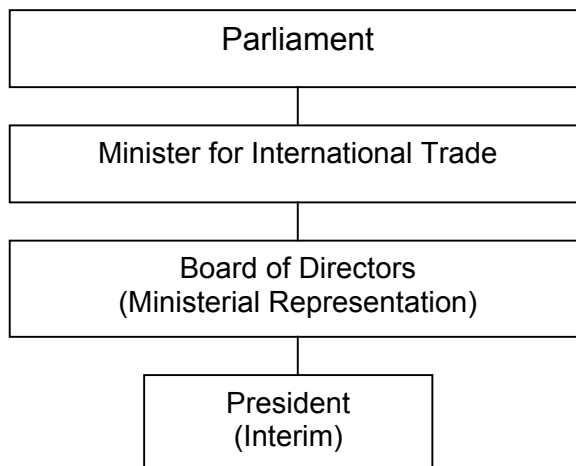 Parliament
Minister for International Trade
Board of Directors
(Ministerial Representation)
President
(Interim)